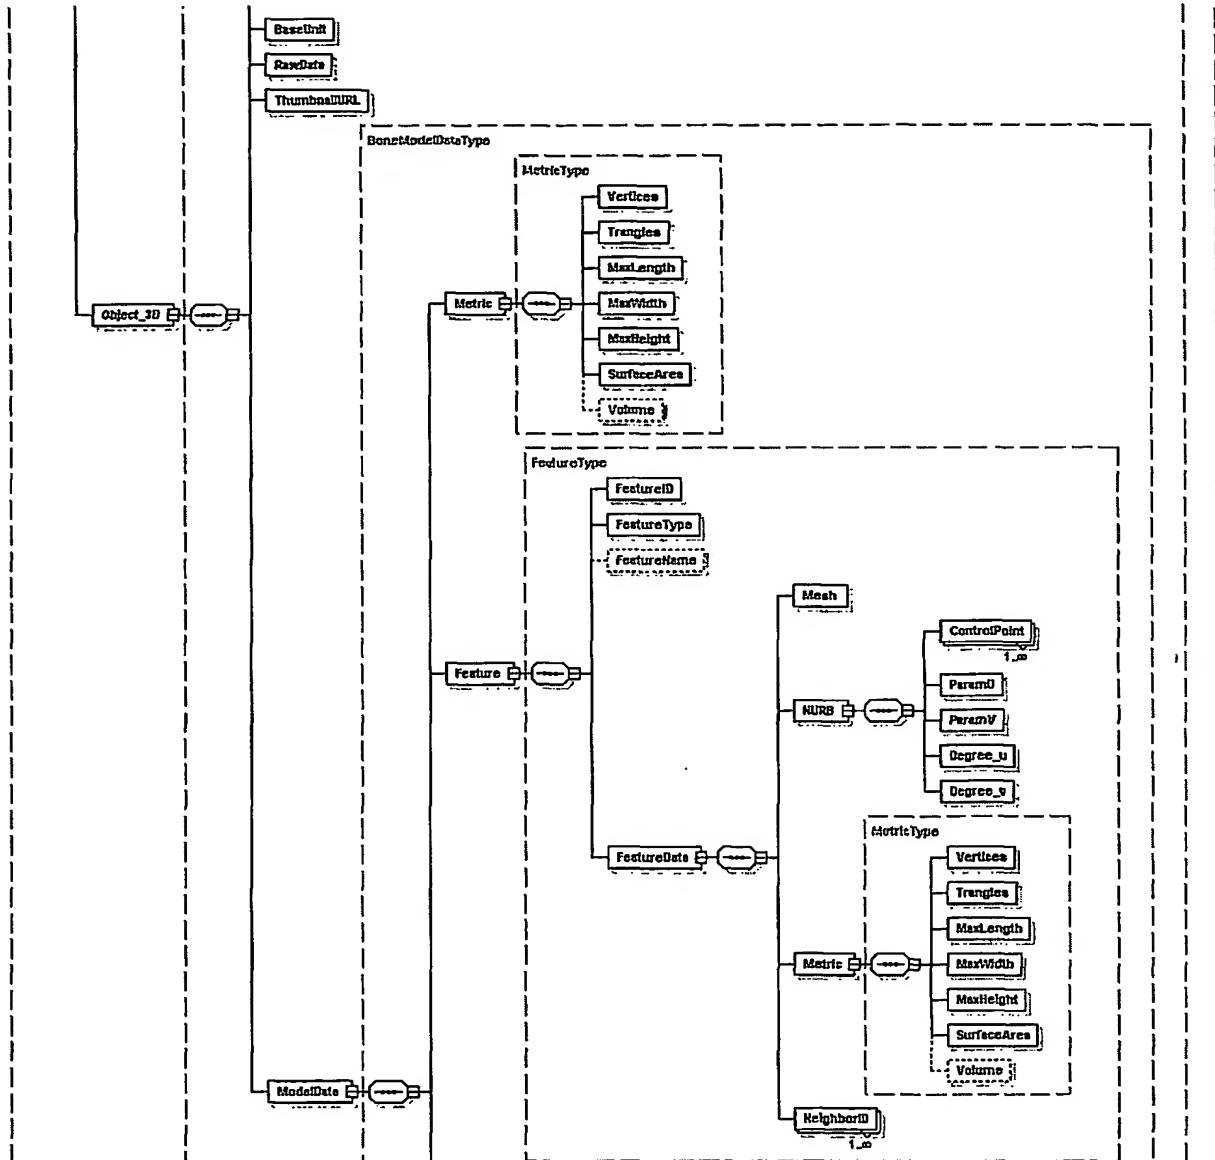 BaseUnit
RawData
ThumbnailURL
BoneModelDataType
MetricType
Vertices
Trangles
MaxLength
Object_3D
Metric
MaxWidth
MaxHeight
SurfaceArea
Volume
FeatureType
FeatureID
FeatureType
FeatureName
Mesh
ControlPoint
1..∞
Feature
ParamU
NURB
ParamV
Degree_u
Degree_v
MetricType
FeatureData
Vertices
Trangles
MaxLength
Metric
MaxWidth
MaxHeight
SurfaceArea
Volume
ModelData
NeighborID
1..∞